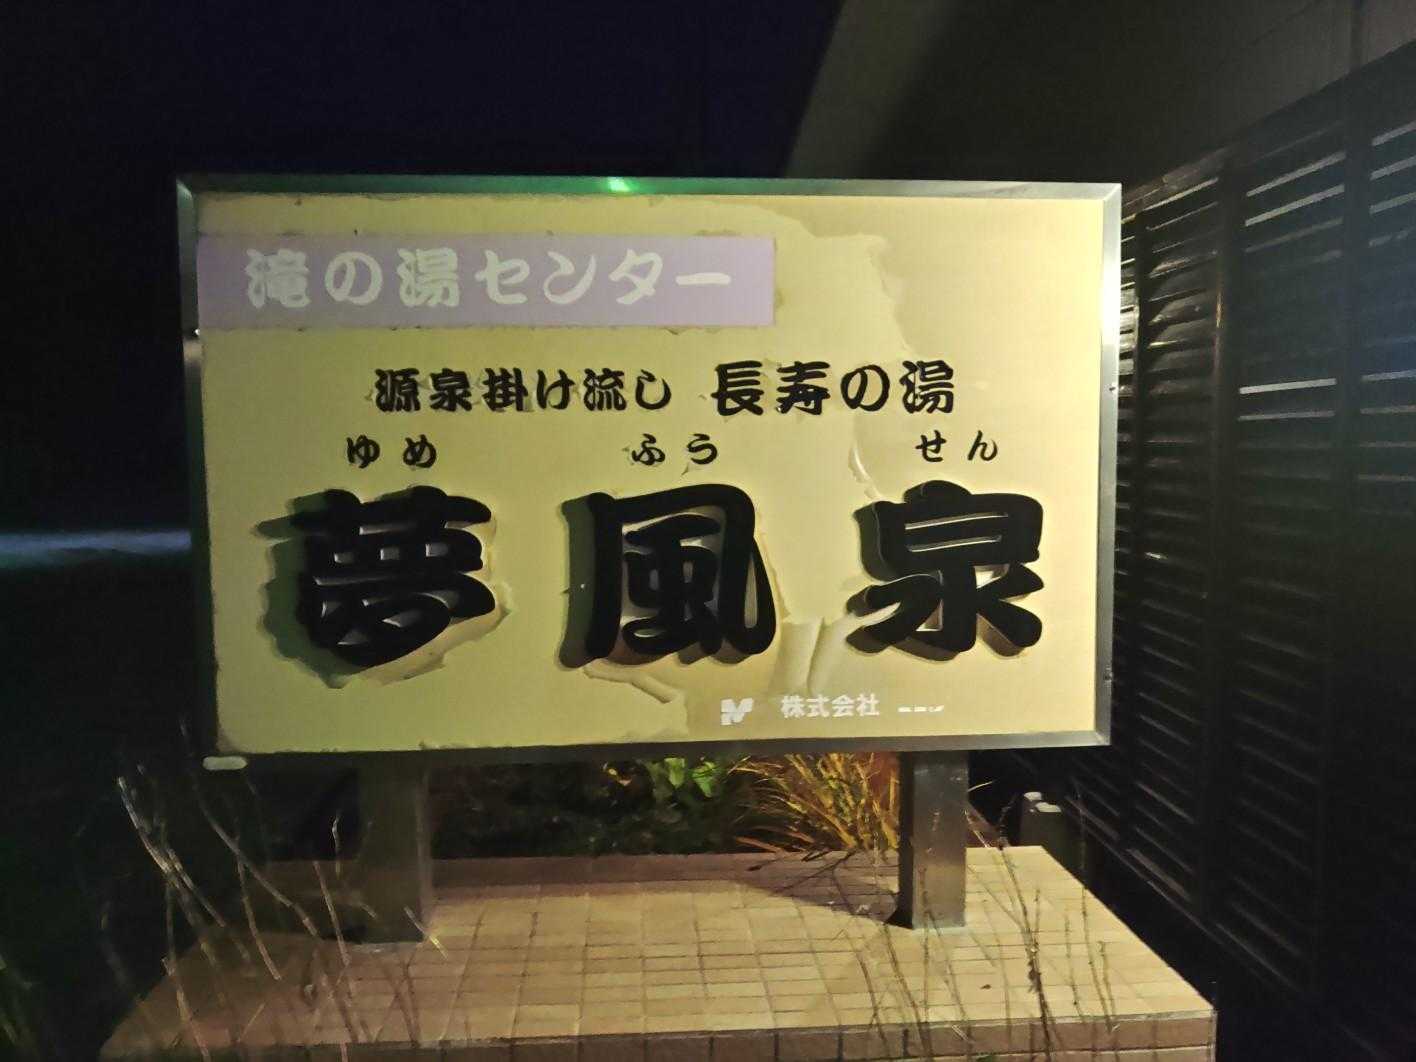 滝の湯センター
源泉掛け流し 長寿の湯
ゆめ ふう せん
夢風泉
株式会社